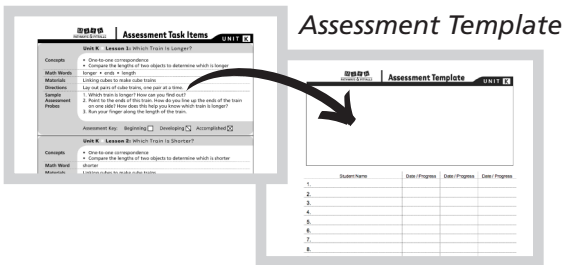 Assessment Template
Assessment Task Items
UNIT K
Unit K Lesson 1: Which Train Is Longer?
Concepts
• One-to-one correspondence
• Compare the lengths of two objects to determine which is longer
Math Words
longer • ends • length
Materials
Linking cubes to make cube trains
Directions
Lay out pairs of cube trains, one pair at a time.
Sample Assessment Probes
1. Which train is longer? How can you find out?
2. Point to the ends of this train. How do you line up the ends of the train
on one side? How does this help you know which train is longer?
3. Run your finger along the length of the train.
Assessment Key: Beginning Developing Accomplished
Unit K Lesson 2: Which Train Is Shorter?
Concepts
• One-to-one correspondence
• Compare the lengths of two objects to determine which is shorter
Math Word
shorter
Materials
Linking cubes to make cube trains
Assessment Template
UNIT K
Student Name Date / Progress Date / Progress Date / Progress
1.
2.
3.
4.
5.
6.
7.
8.